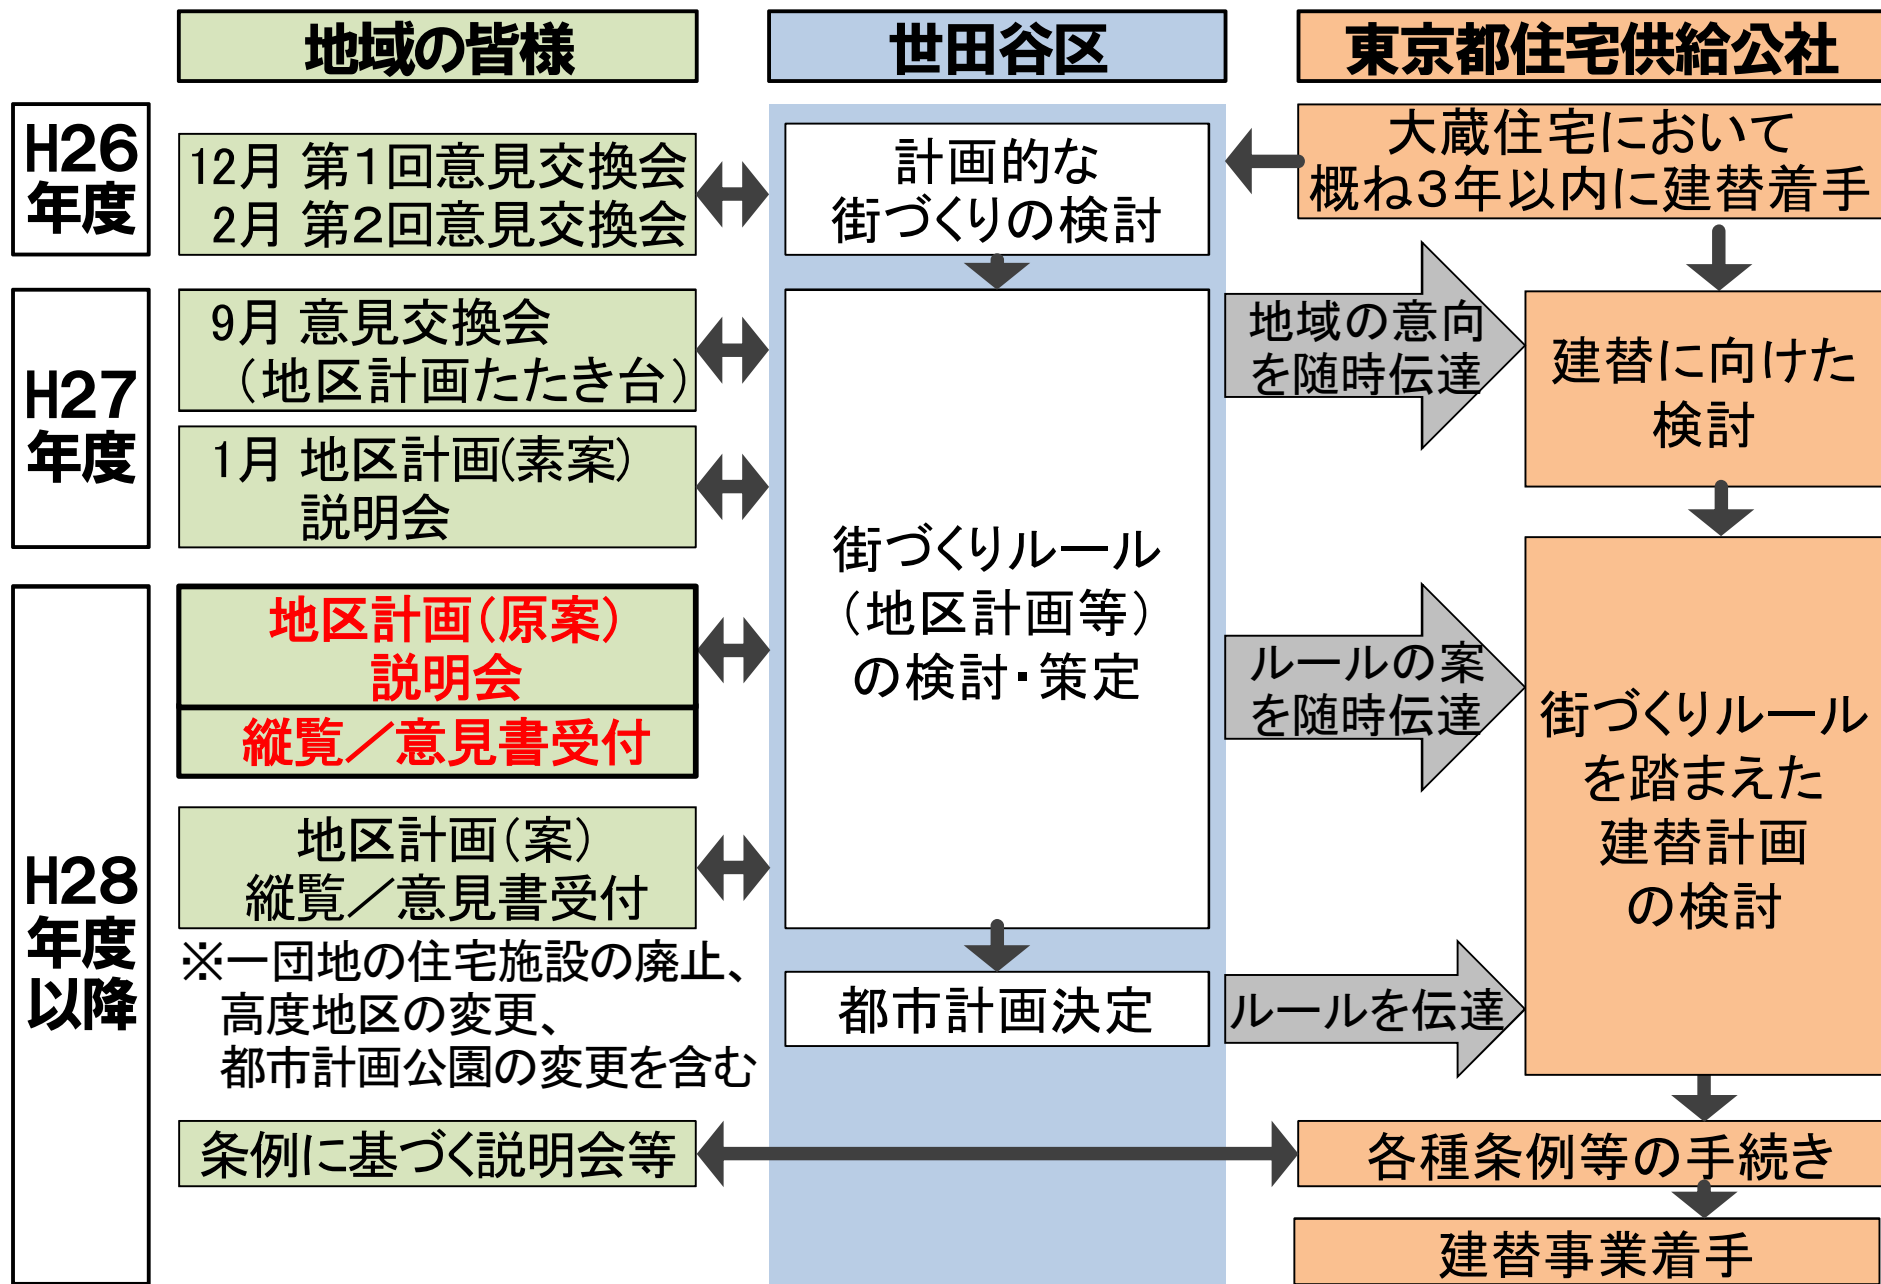 地域の皆様
世田谷区
東京都住宅供給公社
H26
年度
12月 第1回意見交換会
2月 第2回意見交換会
計画的な
街づくりの検討
大蔵住宅において
概ね3年以内に建替着手
H27
年度
9月 意見交換会
（地区計画たたき台）
1月 地区計画(素案)
説明会
街づくりルール
（地区計画等）
の検討・策定
地域の意向
を随時伝達
建替に向けた
検討
H28
年度
以降
地区計画（原案）
説明会
縦覧／意見書受付
地区計画（案）
縦覧／意見書受付
※一団地の住宅施設の廃止、
高度地区の変更、
都市計画公園の変更を含む
ルールの案
を随時伝達
街づくりルール
を踏まえた
建替計画
の検討
都市計画決定
ルールを伝達
条例に基づく説明会等
各種条例等の手続き
建替事業着手